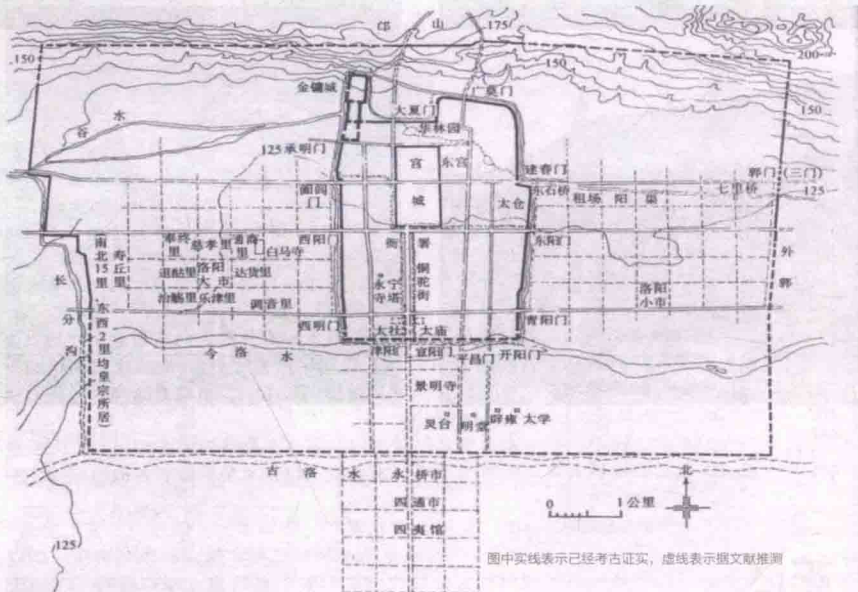 邙 山
175
150
200
150
150
金镛城
广莫门
大夏门
华林园
谷 水
125
承明门
宫城
东宫
建春门
郭门(三门)
125
七里桥
阊阖门
太仓
东石桥
租场
阳渠
外郭
寿丘里
南北15里
东西2里均皇宗所居
奉终里
慈孝里
通商里
白马寺
西阳
衙署
铜驼街
东阳门
退酤里
洛阳大市
达货里
永宁寺塔
洛阳小市
治觞里
乐津里
调音里
西明门
太社
太庙
青阳门
长分沟
今 洛 水
津阳
宣阳门
平昌门
开阳门
景明寺
灵台
明堂
辟雍
太学
古 洛 水
永桥市
四通市
四夷馆
125
0 1公里
北
图中实线表示已经考古证实，虚线表示据文献推测